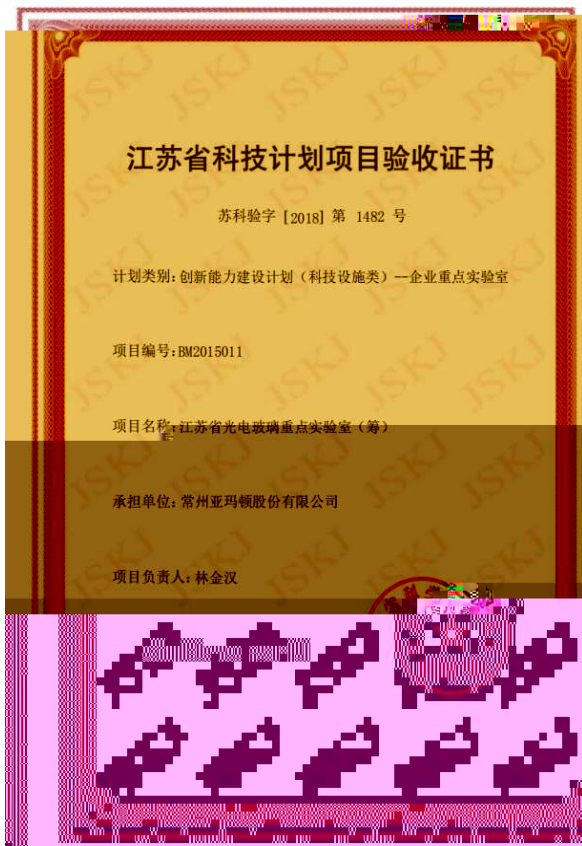 江苏省科技计划项目验收证书
苏科验字 [2018] 第 1482 号
计划类别:创新能力建设计划（科技设施类）--企业重点实验室
项目编号:BM2015011
项目名称:江苏省光电玻璃重点实验室（筹）
承担单位:常州亚玛顿股份有限公司
项目负责人:林金汉